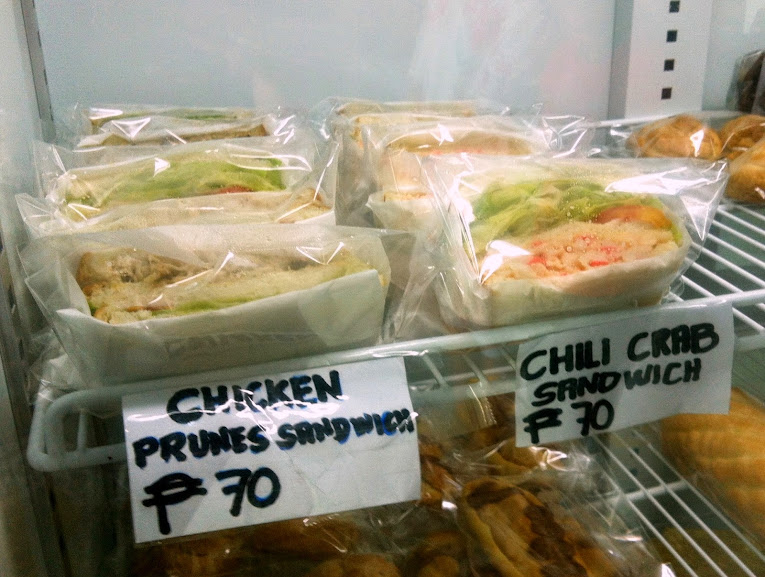 CHICKEN
PRUNES SANDWICH
₱ 70
CHILI CRAB
SANDWICH
₱ 70